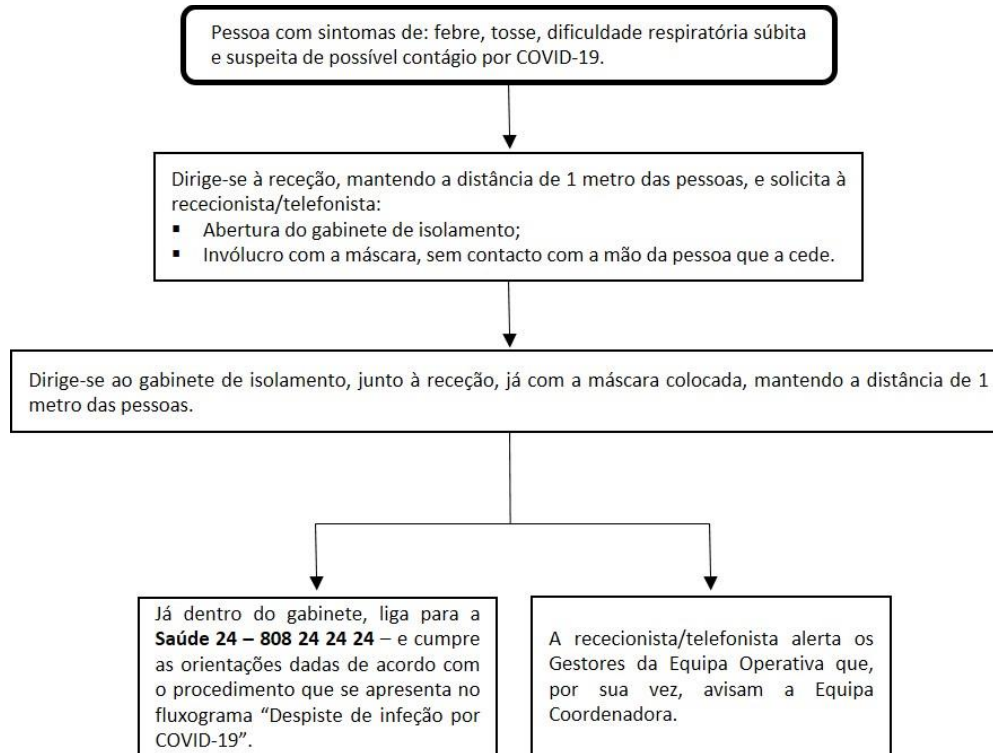 Pessoa com sintomas de: febre, tosse, dificuldade respiratória súbita
e suspeita de possível contágio por COVID-19.
Dirige-se à receção, mantendo a distância de 1 metro das pessoas, e solicita à
rececionista/telefonista:
▪ Abertura do gabinete de isolamento;
▪ Invólucro com a máscara, sem contacto com a mão da pessoa que a cede.
Dirige-se ao gabinete de isolamento, junto à receção, já com a máscara colocada, mantendo a distância de 1
metro das pessoas.
Já dentro do gabinete, liga para a
Saúde 24 – 808 24 24 24 – e cumpre
as orientações dadas de acordo com
o procedimento que se apresenta no
fluxograma “Despiste de infeção por
COVID-19”.
A rececionista/telefonista alerta os
Gestores da Equipa Operativa que,
por sua vez, avisam a Equipa
Coordenadora.